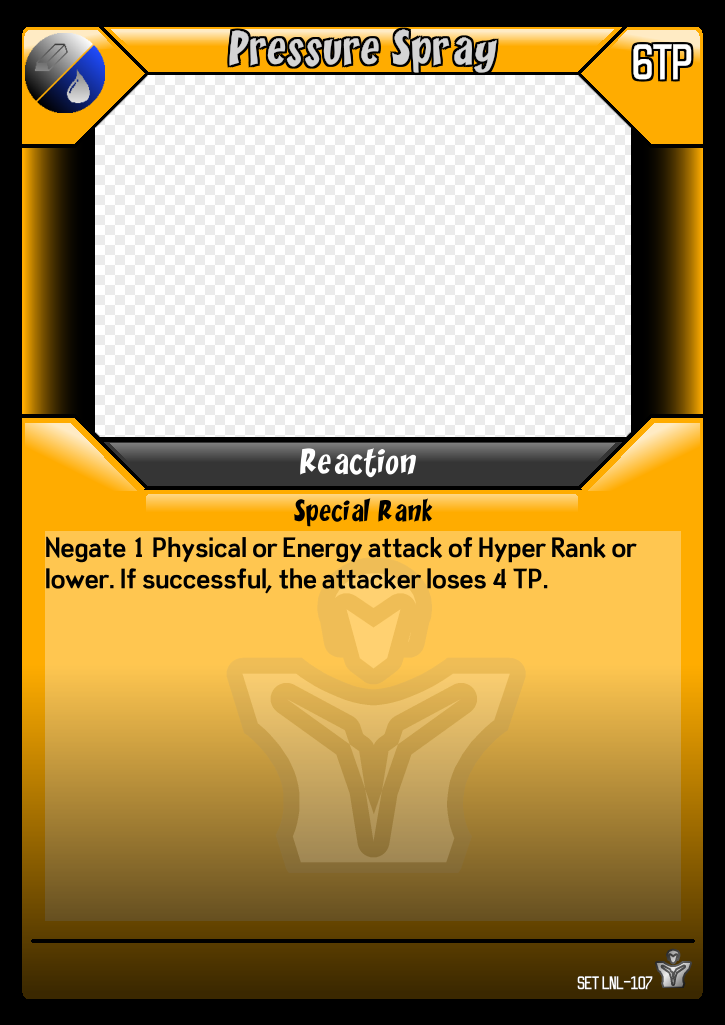 Pressure Spray
6TP
Reaction
Special Rank
Negate 1 Physical or Energy attack of Hyper Rank or
lower. If successful, the attacker loses 4 TP.
SET LNL-107